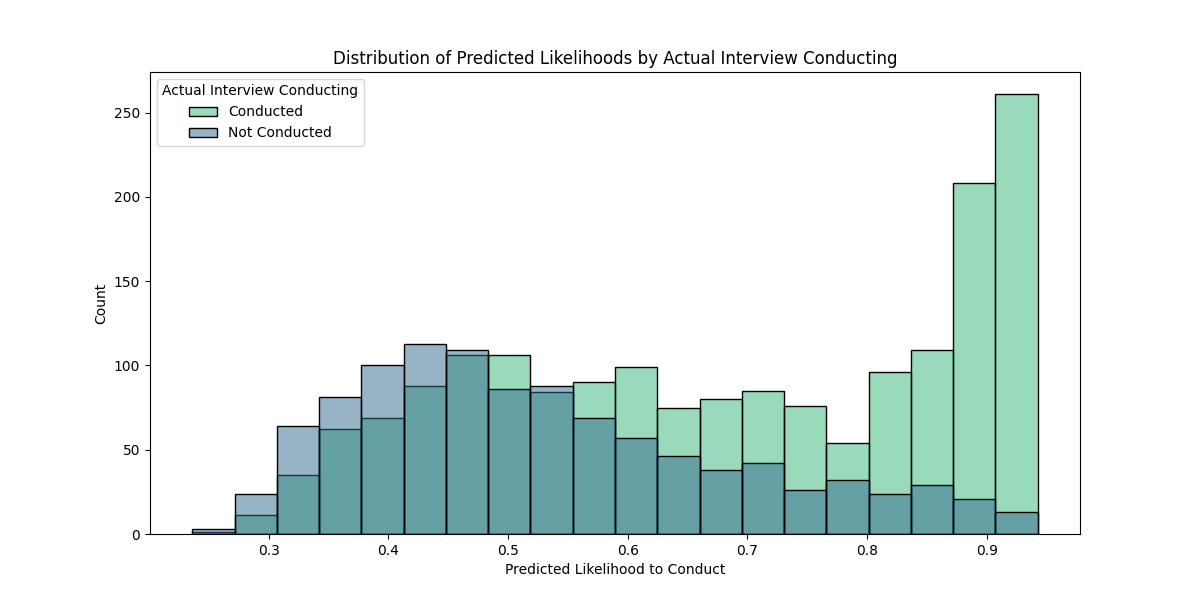 Distribution of Predicted Likelihoods by Actual Interview Conducting
Actual Interview Conducting
Conducted
Not Conducted
Count
250
200
150
100
50
0
0.3 0.4 0.5 0.6 0.7 0.8 0.9
Predicted Likelihood to Conduct